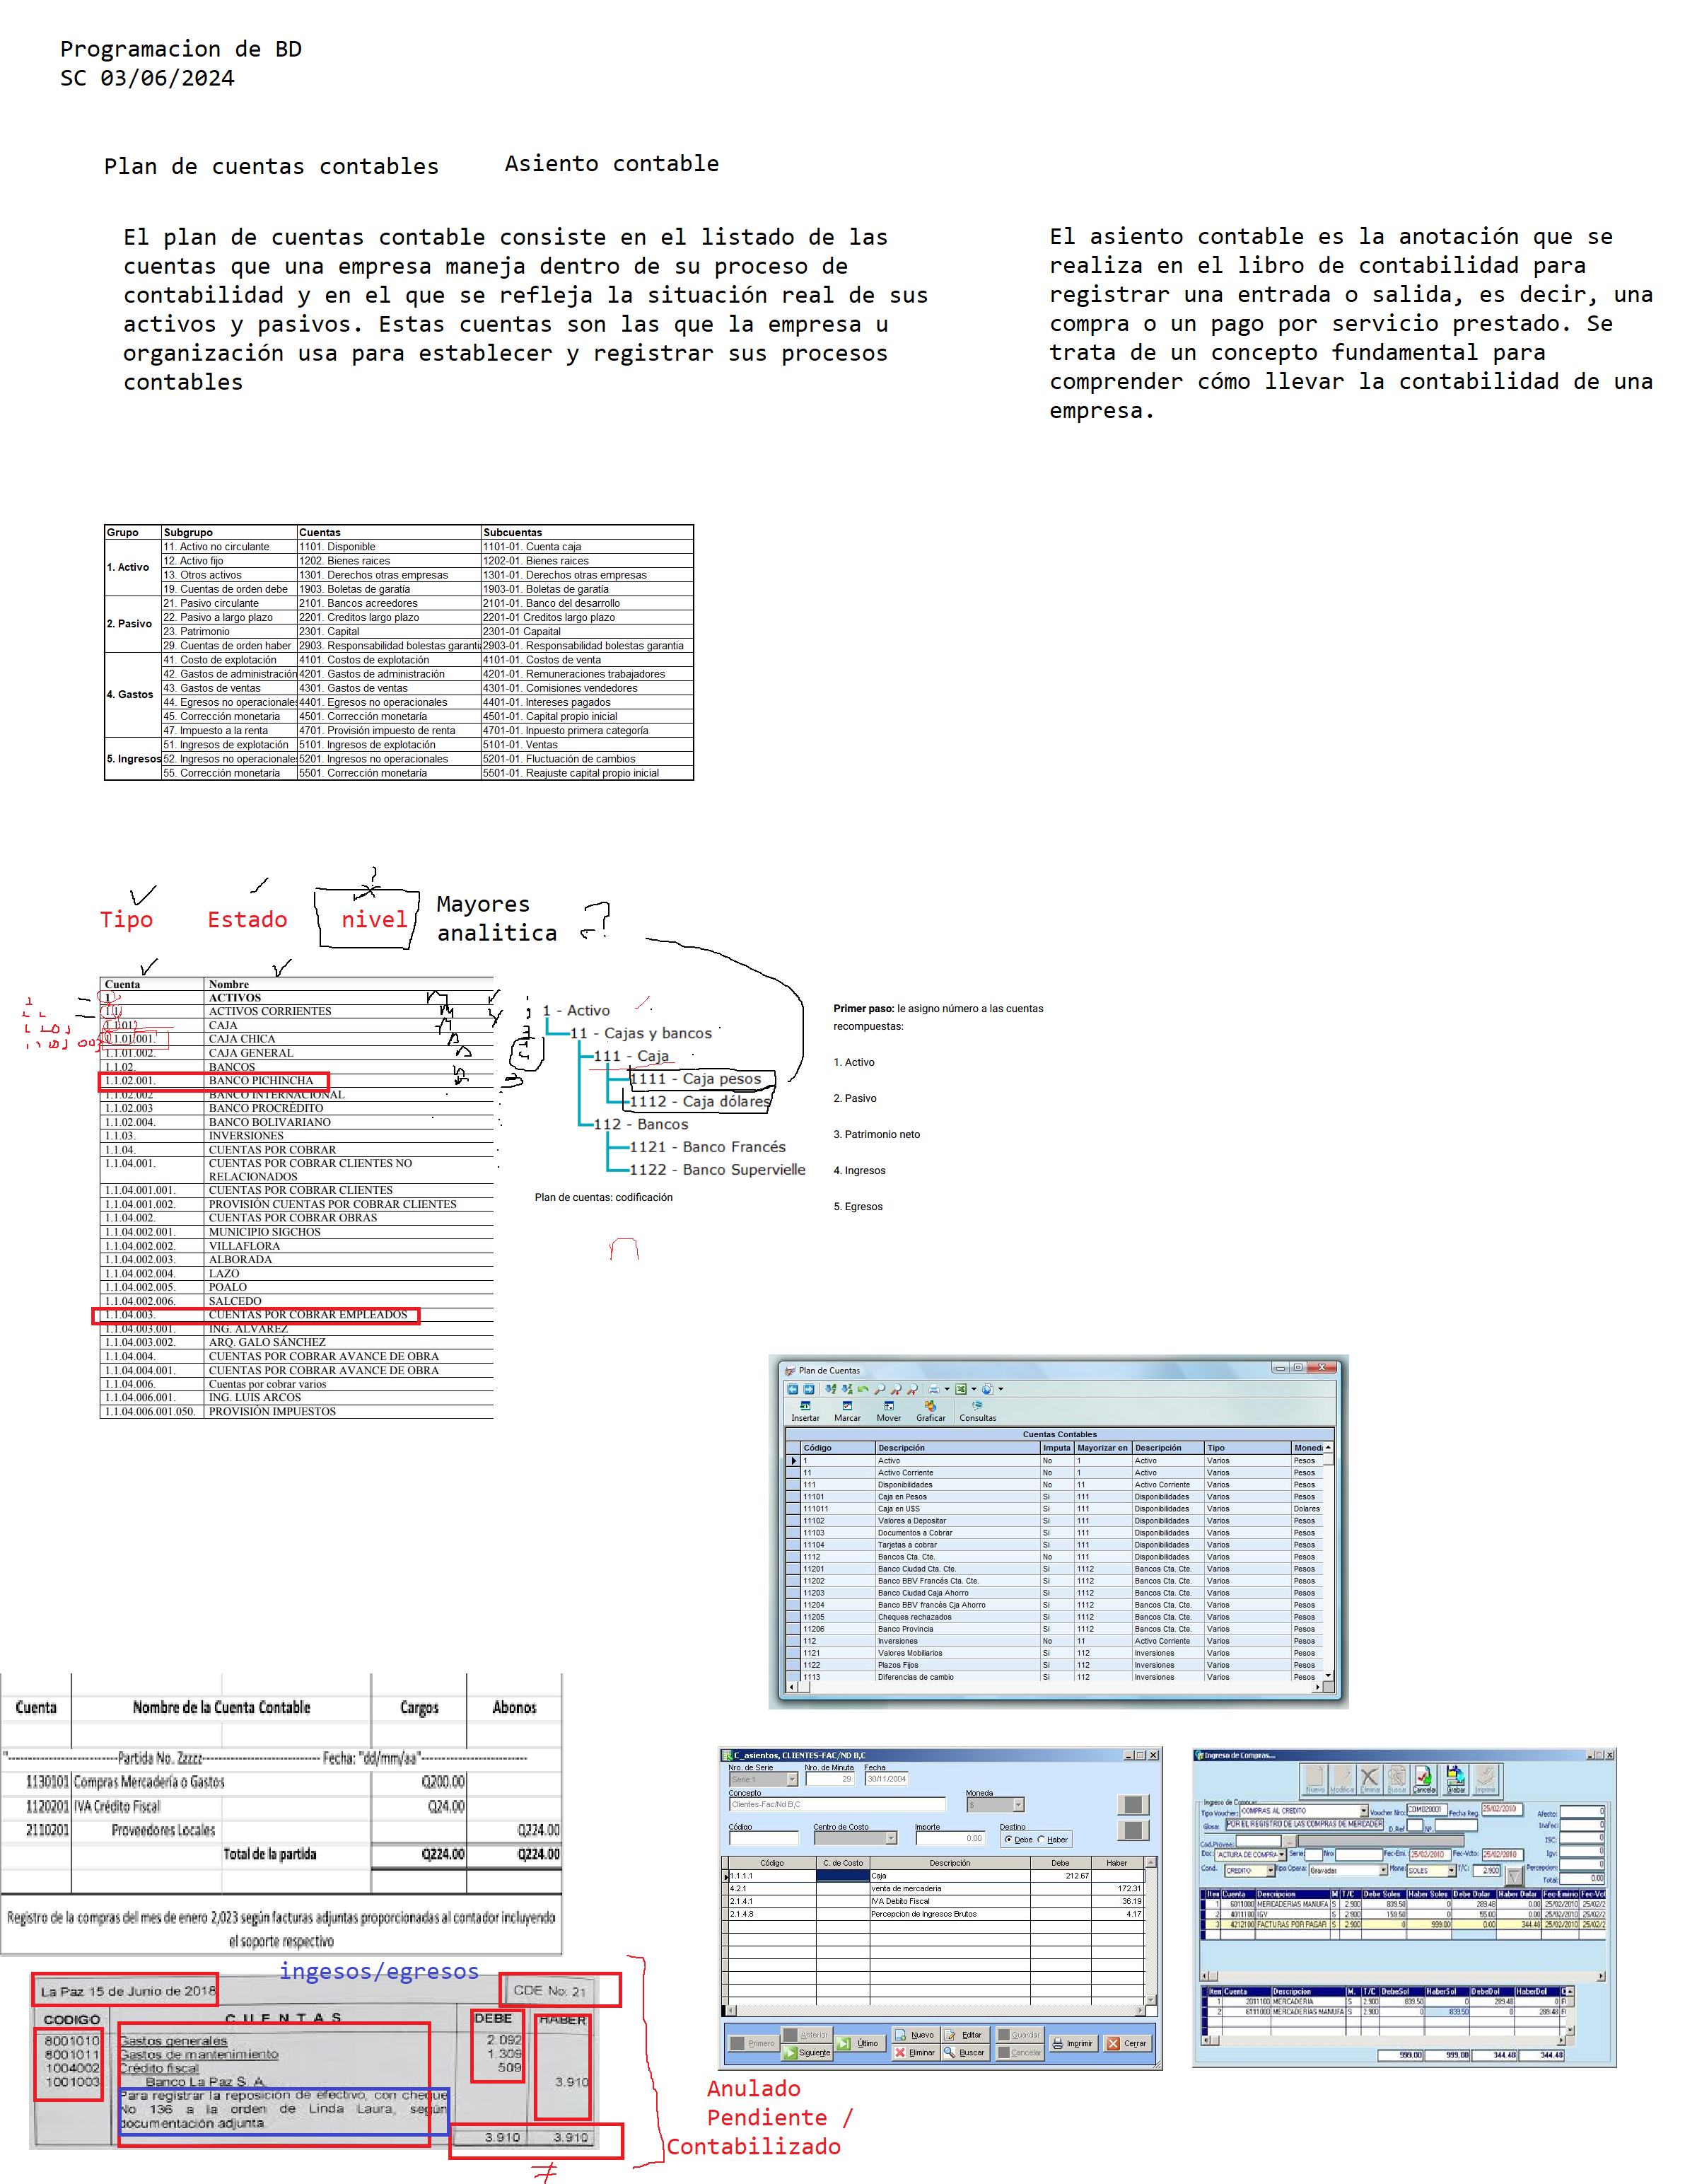 Programacion de BD
SC 03/06/2024
Plan de cuentas contables
Asiento contable
El plan de cuentas contable consiste en el listado de las
cuentas que una empresa maneja dentro de su proceso de
contabilidad y en el que se refleja la situación real de sus
activos y pasivos. Estas cuentas son las que la empresa u
organización usa para establecer y registrar sus procesos
contables
El asiento contable es la anotación que se
realiza en el libro de contabilidad para
registrar una entrada o salida, es decir, una
compra o un pago por servicio prestado. Se
trata de un concepto fundamental para
comprender cómo llevar la contabilidad de una
empresa.
Grupo Subgrupo Cuentas Subcuentas
1. Activo
11. Activo no circulante 1101. Disponible 1101-01. Cuenta caja
12. Activo fijo 1202. Bienes raices 1202-01. Bienes raices
13. Otros activos 1301. Derechos otras empresas 1301-01. Derechos otras empresas
19. Cuentas de orden debe 1903. Boletas de garatía 1903-01. Boletas de garatía
2. Pasivo
21. Pasivo circulante 2101. Bancos acreedores 2101-01. Banco del desarrollo
22. Pasivo a largo plazo 2201. Creditos largo plazo 2201-01 Creditos largo plazo
23. Patrimonio 2301. Capital 2301-01 Capaital
29. Cuentas de orden haber 2903. Responsabilidad bolestas garanti 2903-01. Responsabilidad bolestas garantia
4. Gastos
41. Costo de explotación 4101. Costos de explotación 4101-01. Costos de venta
42. Gastos de administración 4201. Gastos de administración 4201-01. Remuneraciones trabajadores
43. Gastos de ventas 4301. Gastos de ventas 4301-01. Comisiones vendedores
44. Egresos no operacionale 4401. Egresos no operacionales 4401-01. Intereses pagados
45. Corrección monetaria 4501. Corrección monetaría 4501-01. Capital propio inicial
47. Impuesto a la renta 4701. Provisión impuesto de renta 4701-01. Inpuesto primera categoría
5. Ingresos
51. Ingresos de explotación 5101. Ingresos de explotación 5101-01. Ventas
52. Ingresos no operacionale 5201. Ingresos no operacionales 5201-01. Fluctuación de cambios
55. Corrección monetaría 5501. Corrección monetaría 5501-01. Reajuste capital propio inicial
Tipo Estado nivel
Mayores
analitica ?
Cuenta Nombre
1 ACTIVOS
1.1. ACTIVOS CORRIENTES
1.1.01. CAJA
1.1.01.001. CAJA CHICA
1.1.01.002. CAJA GENERAL
1.1.02. BANCOS
1.1.02.001. BANCO PICHINCHA
1.1.02.002 BANCO INTERNACIONAL
1.1.02.003 BANCO PROCRÉDITO
1.1.02.004. BANCO BOLIVARIANO
1.1.03. INVERSIONES
1.1.04. CUENTAS POR COBRAR
1.1.04.001. CUENTAS POR COBRAR CLIENTES NO
RELACIONADOS
1.1.04.001.001. CUENTAS POR COBRAR CLIENTES
1.1.04.001.002. PROVISIÓN CUENTAS POR COBRAR CLIENTES
1.1.04.002. CUENTAS POR COBRAR OBRAS
1.1.04.002.001. MUNICIPIO SIGCHOS
1.1.04.002.002. VILLAFLORA
1.1.04.002.003. ALBORADA
1.1.04.002.004. LAZO
1.1.04.002.005. POALO
1.1.04.002.006. SALCEDO
1.1.04.003. CUENTAS POR COBRAR EMPLEADOS
1.1.04.003.001. ING. ALVAREZ
1.1.04.003.002. ARQ. GALO SÁNCHEZ
1.1.04.004. CUENTAS POR COBRAR AVANCE DE OBRA
1.1.04.004.001. CUENTAS POR COBRAR AVANCE DE OBRA
1.1.04.006. Cuentas por cobrar varios
1.1.04.006.001. ING. LUIS ARCOS
1.1.04.006.001.050. PROVISIÓN IMPUESTOS
1 - Activo
11 - Cajas y bancos
111 - Caja
1111 - Caja pesos
1112 - Caja dólares
112 - Bancos
1121 - Banco Francés
1122 - Banco Supervielle
Plan de cuentas: codificación
Primer paso: le asigno número a las cuentas
recompuestas:
1. Activo
2. Pasivo
3. Patrimonio neto
4. Ingresos
5. Egresos
Plan de Cuentas
Insertar Marcar Mover Graficar Consultas
Cuentas Contables
Código Descripción Imputa Mayorizar en Descripción Tipo Moned
1 Activo No 1 Activo Varios Pesos
11 Activo Corriente No 1 Activo Varios Pesos
111 Disponibilidades No 11 Activo Corriente Varios Pesos
11101 Caja en Pesos Si 111 Disponibilidades Varios Pesos
111011 Caja en U$S Si 111 Disponibilidades Varios Dolares
11102 Valores a Depositar Si 111 Disponibilidades Varios Pesos
11103 Documentos a Cobrar Si 111 Disponibilidades Varios Pesos
11104 Tarjetas a cobrar Si 111 Disponibilidades Varios Pesos
1112 Bancos Cta. Cte. No 111 Disponibilidades Varios Pesos
11201 Banco Ciudad Cta. Cte. Si 1112 Bancos Cta. Cte. Varios Pesos
11202 Banco BBV Francés Cta. Cte. Si 1112 Bancos Cta. Cte. Varios Pesos
11203 Banco Ciudad Caja Ahorro Si 1112 Bancos Cta. Cte. Varios Pesos
11204 Banco BBV francés Cja Ahorro Si 1112 Bancos Cta. Cte. Varios Pesos
11205 Cheques rechazados Si 1112 Bancos Cta. Cte. Varios Pesos
11206 Banco Provincia Si 1112 Bancos Cta. Cte. Varios Pesos
112 Inversiones No 11 Activo Corriente Varios Pesos
1121 Valores Mobiliarios Si 112 Inversiones Varios Pesos
1122 Plazos Fijos Si 112 Inversiones Varios Pesos
1113 Diferencias de cambio Si 112 Inversiones Varios Pesos
Cuenta Nombre de la Cuenta Contable Cargos Abonos
Partida No. Zzzzz Fecha: "dd/mm/aa"
1130101 Compras Mercadería o Gastos Q200.00
1120201 IVA Crédito Fiscal Q24.00
2110201 Proveedores Locales Q224.00
Total de la partida Q224.00 Q224.00
Registro de la compras del mes de enero 2,023 según facturas adjuntas proporcionadas al contador incluyendo
el soporte respectivo
ingesos/egresos
La Paz 15 de Junio de 2018 CDE No. 21
CODIGO CUENTAS DEBE HABER
8001010 Gastos generales 2.092
8001011 Gastos de mantenimiento 1.309
1004002 Crédito fiscal 509
1001003 Banco La Paz S. A. 3.910
Para registrar la reposición de efectivo, con cheque
No 136 a la orden de Linda Laura, según
documentación adjunta.
3.910 3.910
≠
Anulado
Pendiente /
Contabilizado
C_asientos, CLIENTES-FAC/ND B,C
Nro. de Serie Nro. de Minuta Fecha
Serie 1 29 30/11/2004
Concepto Moneda
Clientes-Fac/Nd B,C $
Código Centro de Costo Importe Destino
0.00 Debe Haber
Código C. de Costo Descripción Debe Haber
1.1.1.1 Caja 212.67
4.2.1 venta de mercaderia 172.31
2.1.4.1 IVA Debito Fiscal 36.19
2.1.4.8 Percepcion de Ingresos Brutos 4.17
Primero Anterior Siguiente Último Nuevo Editar Eliminar Buscar Guardar Cancelar Imprimir Cerrar
Ingreso de Compras...
Nuevo Modificar Eliminar Buscar Cancelar Grabar Imprimir
Ingreso de Compras
Tipo Voucher: COMPRAS AL CREDITO Voucher Nro: Fecha Reg. 25/02/2010 Afecto: 0
Glosa: POR EL REGISTRO DE LAS COMPRAS DE MERCADER D.Ref Nº. Inafec: 0
Cod.Provee: ISC: 0
Doc: FACTURA DE COMPRA Serie Nro Fec-Emi. 25/02/2010 Fec-Vcto: 25/02/2010 Igv: 0
Cond. CREDITO Tipo Opera: Gravadas Mone: SOLES T/C: 2.900 Percepcion: 0
Total: 0.00
Item Cuenta Descripcion M T/C Debe Soles Haber Soles Debe Dolar Haber Dolar
1 6011000 MERCADERIAS MANUFA S 2.900 839.50 0 289.48 0.00 25/02/2010
2 4011100 IGV S 2.900 159.50 0 55.00 0.00 25/02/2010
3 4212100 FACTURAS POR PAGAR S 2.900 0 999.00 0.00 344.48 25/02/2010
Item Cuenta Descripcion M. T/C DebeSol HaberSol DebeDol HaberDol
1 2011100 MERCADERIA S 2.900 839.50 0 289.48 0
2 6111000 MERCADERIAS MANUFA S 2.900 0 839.50 0 289.48
999.00 999.00 344.48 344.48